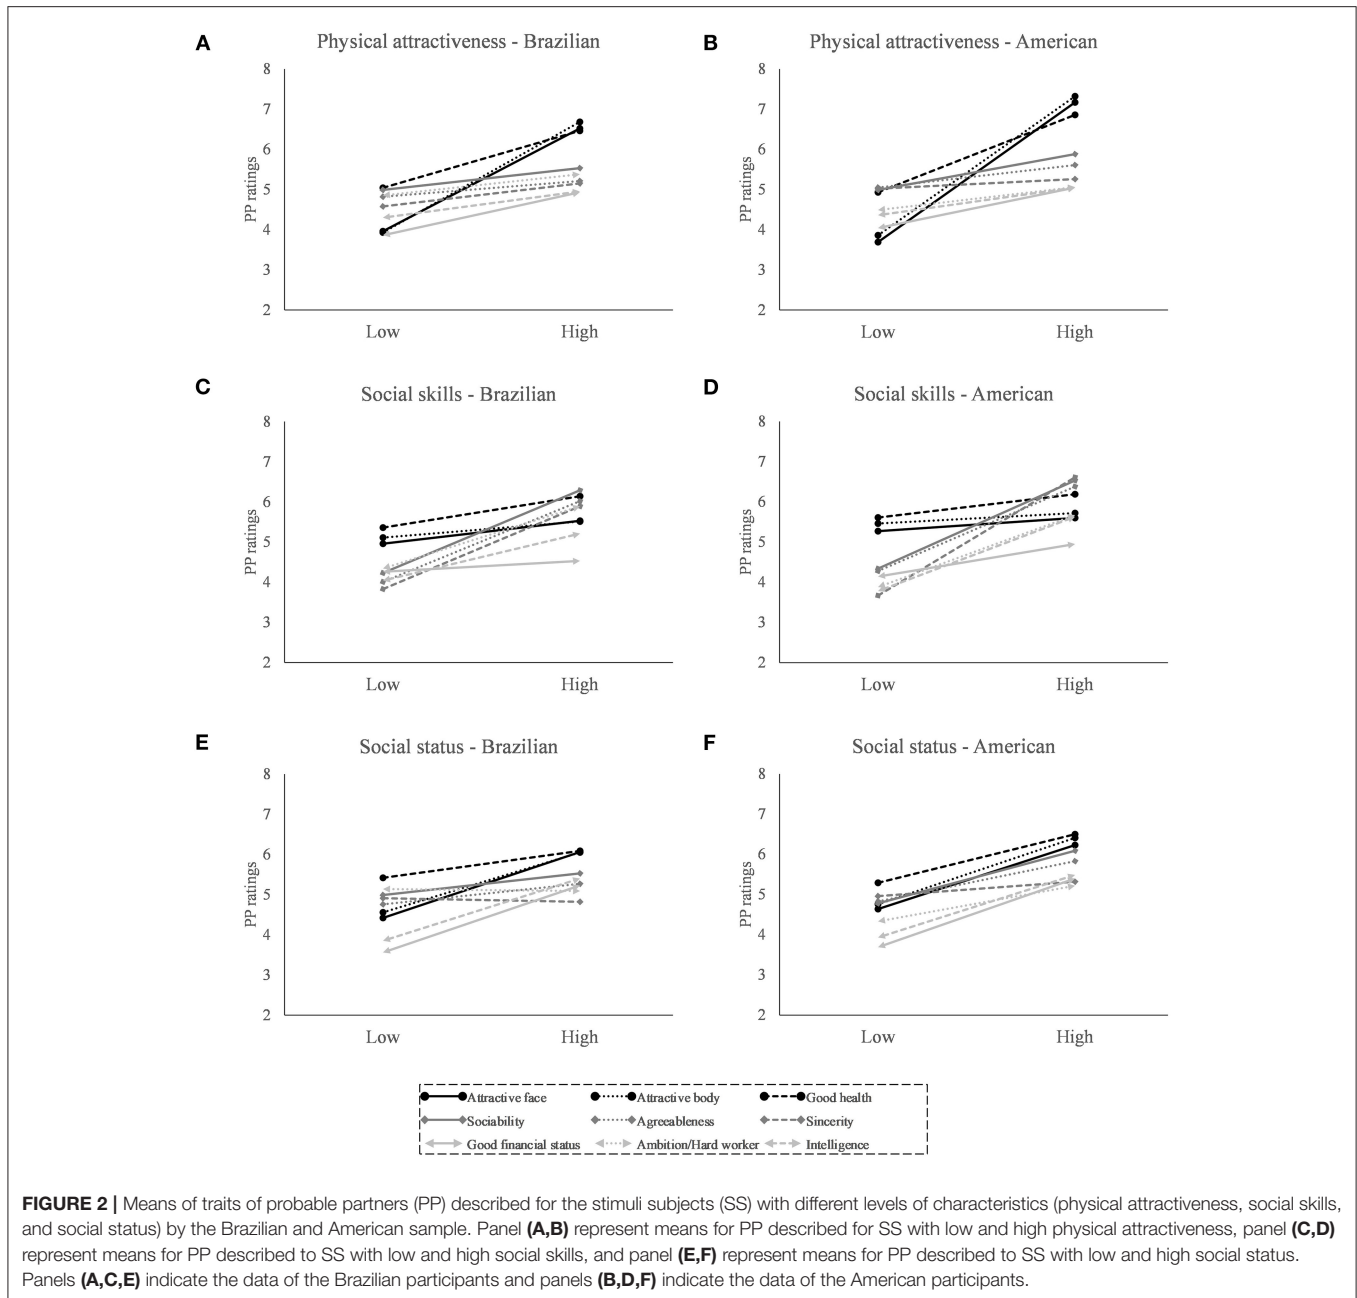 A
Physical attractiveness - Brazilian
8
7
6
5
4
3
2
PP ratings
Low
High
B
Physical attractiveness - American
8
7
6
5
4
3
2
PP ratings
Low
High
C
Social skills - Brazilian
8
7
6
5
4
3
2
PP ratings
Low
High
D
Social skills - American
8
7
6
5
4
3
2
PP ratings
Low
High
E
Social status - Brazilian
8
7
6
5
4
3
2
PP ratings
Low
High
F
Social status - American
8
7
6
5
4
3
2
PP ratings
Low
High
Attractive face
Attractive body
Good health
Sociability
Agreeableness
Sincerity
Good financial status
Ambition/Hard worker
Intelligence
FIGURE 2 | Means of traits of probable partners (PP) described for the stimuli subjects (SS) with different levels of characteristics (physical attractiveness, social skills,
and social status) by the Brazilian and American sample. Panel (A,B) represent means for PP described for SS with low and high physical attractiveness, panel (C,D)
represent means for PP described to SS with low and high social skills, and panel (E,F) represent means for PP described to SS with low and high social status.
Panels (A,C,E) indicate the data of the Brazilian participants and panels (B,D,F) indicate the data of the American participants.